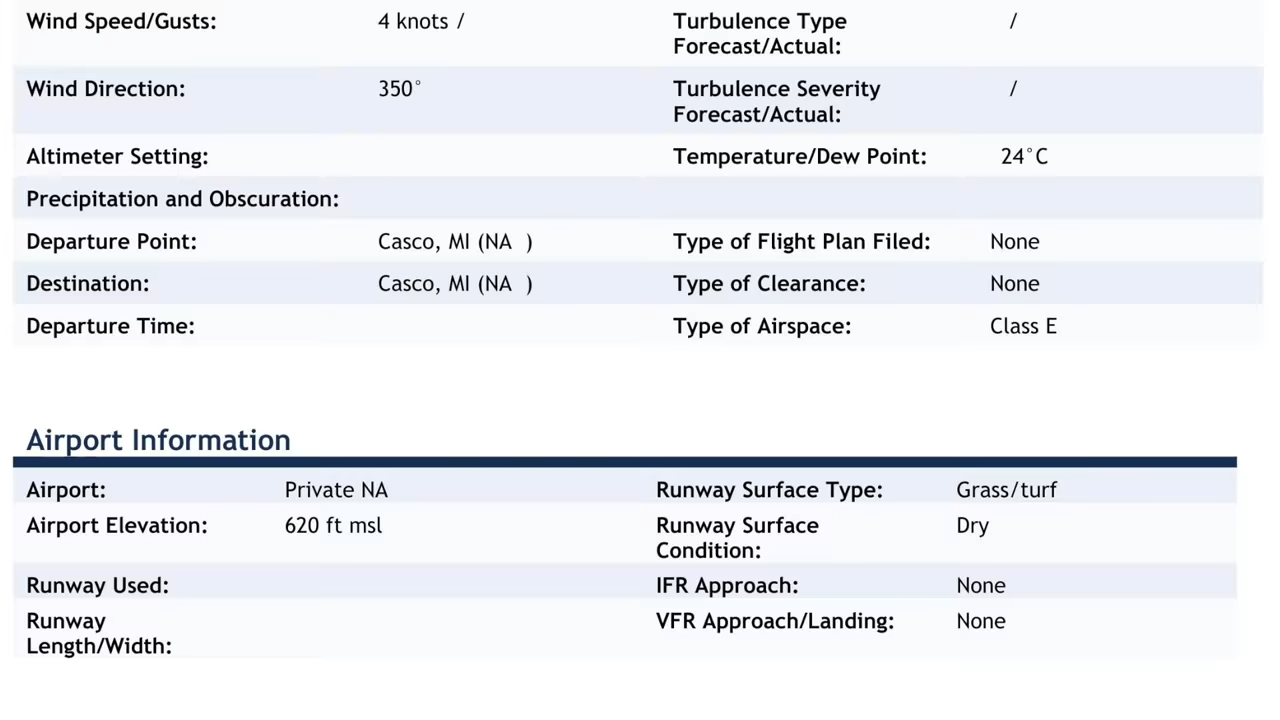 Wind Speed/Gusts: 4 knots / Turbulence Type /
Forecast/Actual:
Wind Direction: 350° Turbulence Severity /
Forecast/Actual:
Altimeter Setting: Temperature/Dew Point: 24°C
Precipitation and Obscuration:
Departure Point: Casco, MI (NA ) Type of Flight Plan Filed: None
Destination: Casco, MI (NA ) Type of Clearance: None
Departure Time: Type of Airspace: Class E
Airport Information
Airport: Private NA Runway Surface Type: Grass/turf
Airport Elevation: 620 ft msl Runway Surface Dry
Condition:
Runway Used: IFR Approach: None
Runway VFR Approach/Landing: None
Length/Width: